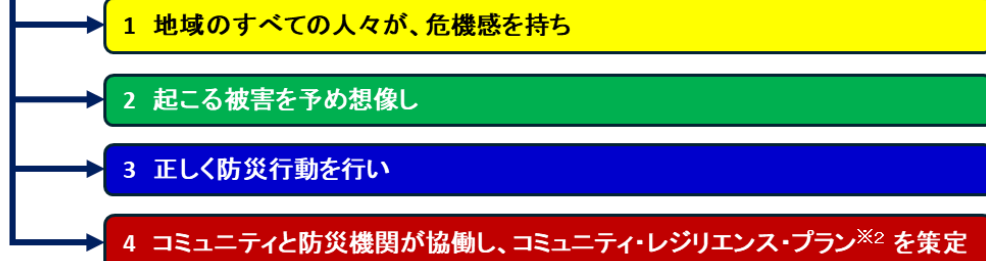 1 地域のすべての人々が、危機感を持ち
2 起こる被害を予め想像し
3 正しく防災行動を行い
4 コミュニティと防災機関が協働し、コミュニティ・レジリエンス・プラン※2 を策定